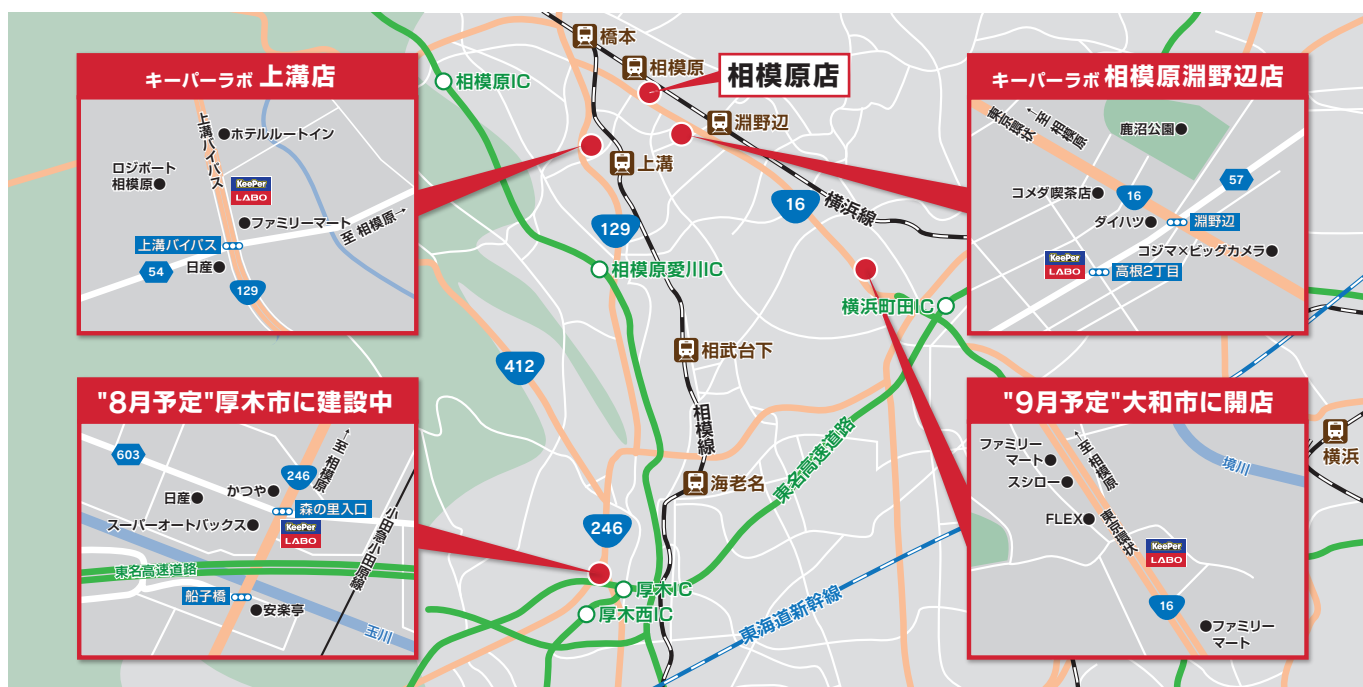 キーパーラボ 上溝店
上溝バイパス
ホテルルートイン
ロジポート
相模原
KeePer
LABO
ファミリーマート
至 相模原→
上溝バイパス
54
日産
129
"8月予定"厚木市に建設中
603
←至 相模原
246
日産
かつや
森の里入口
スーパーオートバックス
KeePer
LABO
小田急小田原線
東名高速道路
船子橋
安楽亭
玉川
橋本
相模原
相模原店
相模原IC
淵野辺
上溝
16
横浜線
129
相模原愛川IC
横浜町田IC
相武台下
412
相模線
海老名
東名高速道路
246
厚木IC
厚木西IC
東海道新幹線
横浜
キーパーラボ 相模原淵野辺店
←至 相模原
東京環状
鹿沼公園
57
コメダ喫茶店
16
ダイハツ
淵野辺
コジマ×ビッグカメラ
KeePer
LABO
高根2丁目
"9月予定"大和市に開店
ファミリー
マート
←至 相模原
境川
スシロー
FLEX
東京環状
KeePer
LABO
16
ファミリー
マート